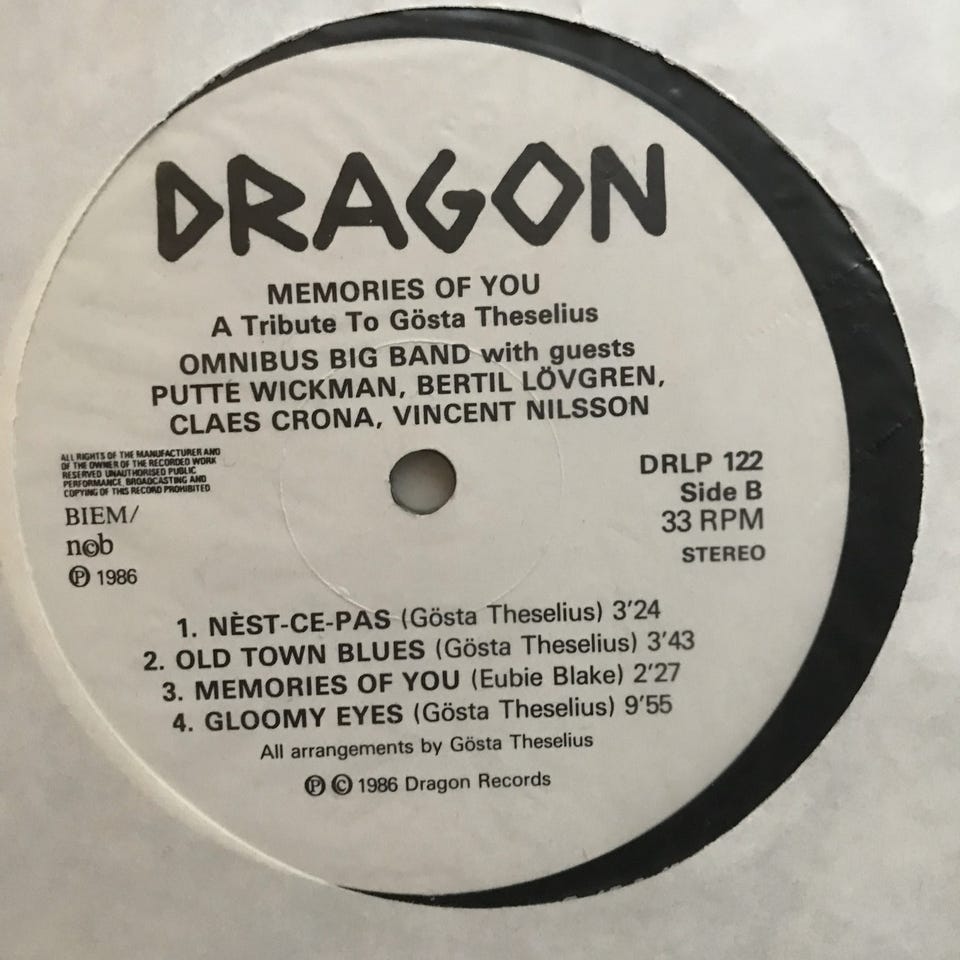 DRAGON
MEMORIES OF YOU
A Tribute To Gösta Theselius
OMNIBUS BIG BAND with guests
PUTTE WICKMAN, BERTIL LÖVGREN,
CLAES CRONA, VINCENT NILSSON
ALL RIGHTS OF THE MANUFACTURER AND
OF THE OWNER OF THE RECORDED WORK
RESERVED UNAUTHORISED PUBLIC
PERFORMANCE, BROADCASTING AND
COPYING OF THIS RECORD PROHIBITED
BIEM/
n©b
℗ 1986
DRLP 122
Side B
33 RPM
STEREO
1. NÈST-CE-PAS (Gösta Theselius) 3'24
2. OLD TOWN BLUES (Gösta Theselius) 3'43
3. MEMORIES OF YOU (Eubie Blake) 2'27
4. GLOOMY EYES (Gösta Theselius) 9'55
All arrangements by Gösta Theselius
℗ © 1986 Dragon Records